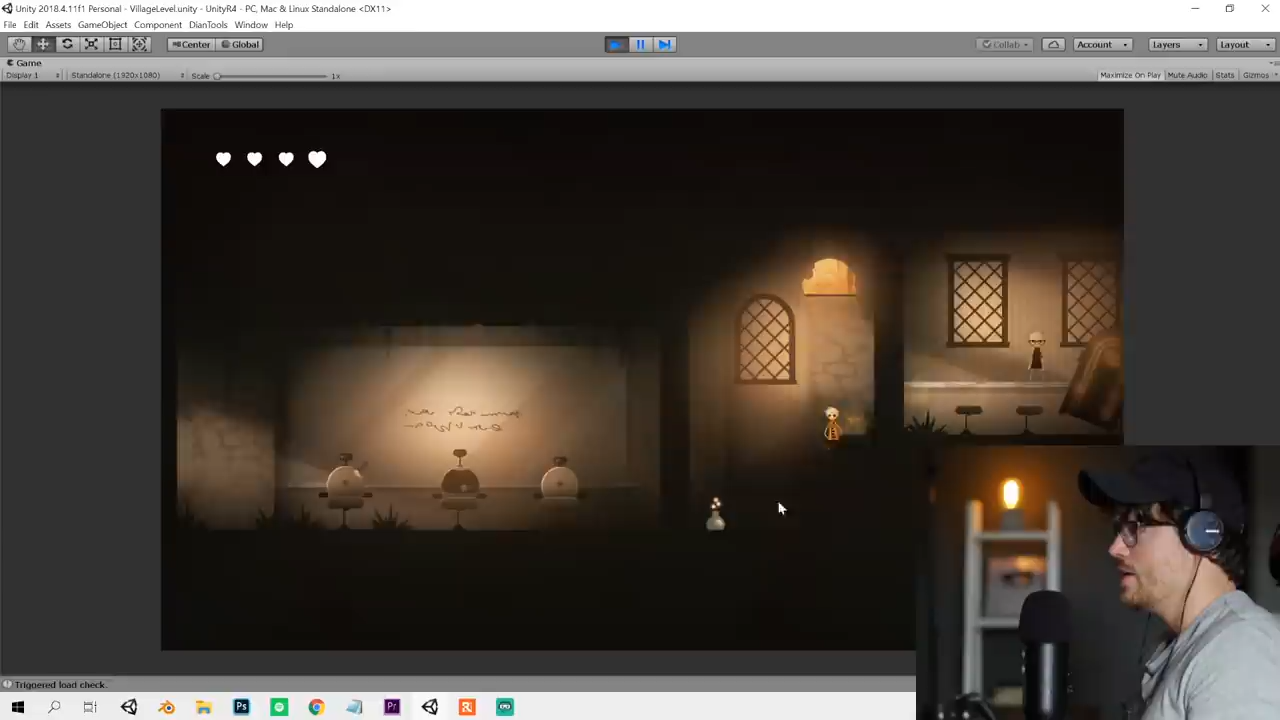 Unity 2018.4.11f1 Personal - VillageLevel.unity - UnityR4 - PC, Mac & Linux Standalone <DX11>
File Edit Assets GameObject Component DianTools Window Help
Center Global Collab Account Layers Layout
Game
Display 1 Standalone (1920x1080) Scale 1x Maximize On Play Mute Audio Stats Gizmos
Triggered load check.
Ps Pr